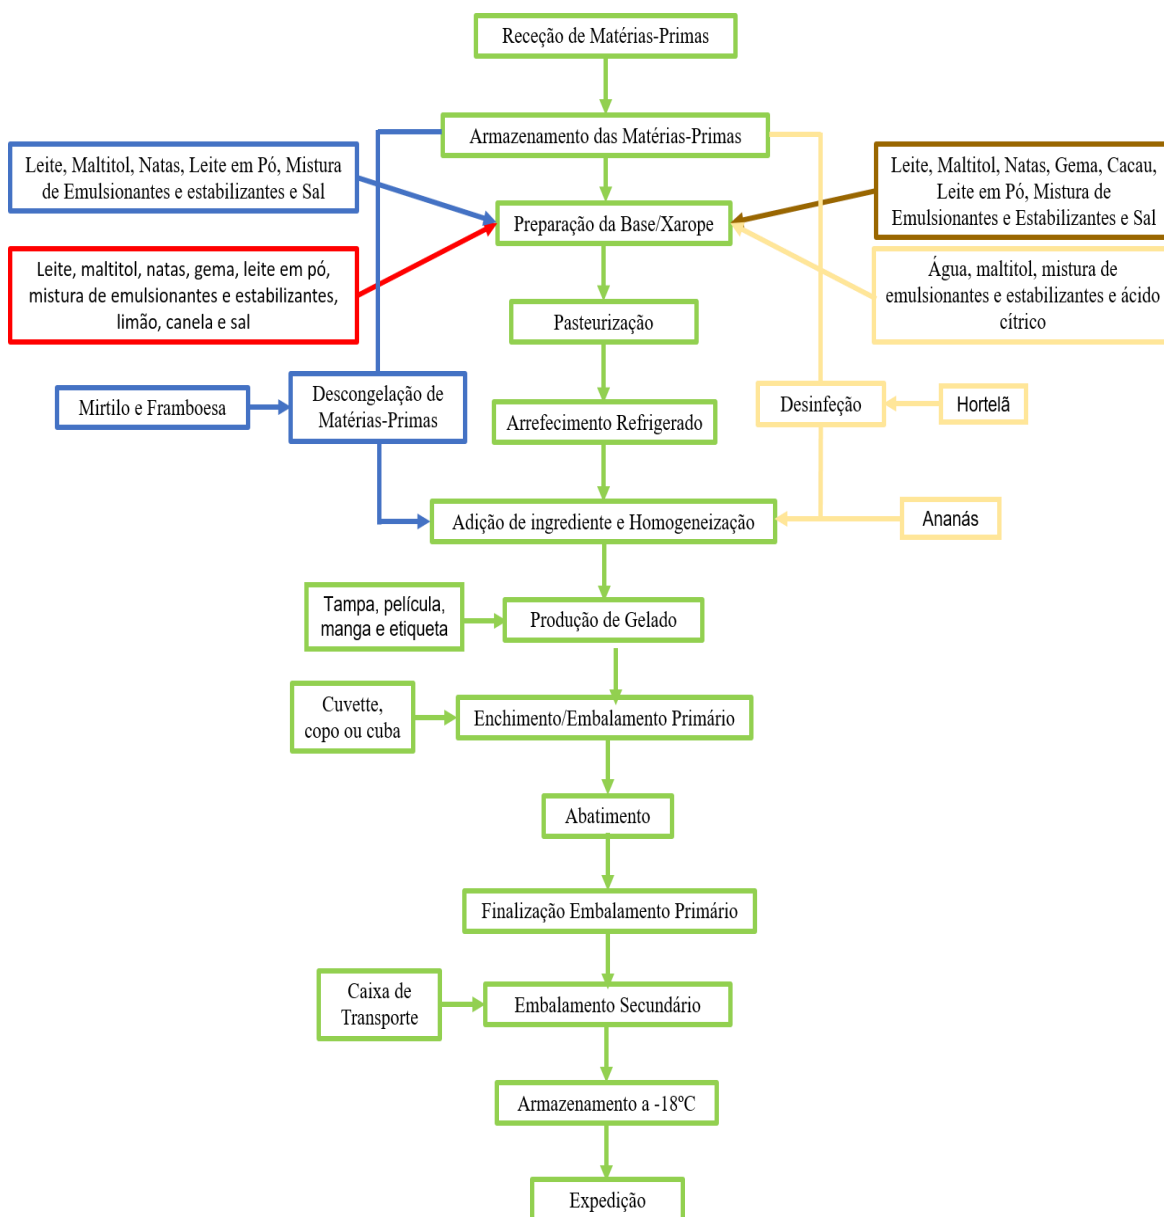 Receção de Matérias-Primas
Armazenamento das Matérias-Primas
Leite, Maltitol, Natas, Leite em Pó, Mistura
de Emulsionantes e estabilizantes e Sal
Leite, Maltitol, Natas, Gema, Cacau,
Leite em Pó, Mistura de
Emulsionantes e Estabilizantes e Sal
Preparação da Base/Xarope
Leite, maltitol, natas, gema, leite em pó,
mistura de emulsionantes e estabilizantes,
limão, canela e sal
Água, maltitol, mistura de
emulsionantes e estabilizantes e ácido
cítrico
Pasteurização
Mirtilo e Framboesa
Descongelação de
Matérias-Primas
Arrefecimento Refrigerado
Desinfeção
Hortelã
Adição de ingrediente e Homogeneização
Ananás
Tampa, película,
manga e etiqueta
Produção de Gelado
Cuvette,
copo ou cuba
Enchimento/Embalamento Primário
Abatimento
Finalização Embalamento Primário
Caixa de
Transporte
Embalamento Secundário
Armazenamento a -18ºC
Expedição